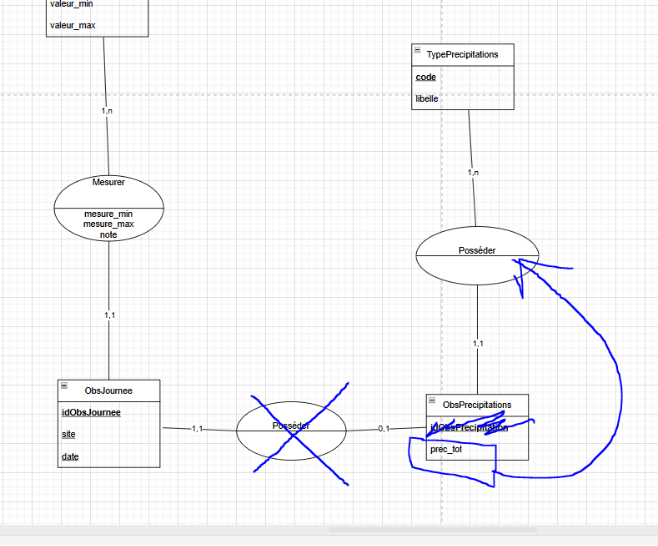 valeur_min
valeur_max
TypePrecipitations
code
libelle
1,n
1,n
Mesurer
mesure_min
mesure_max
note
Posséder
1,1
1,1
ObsJournee
idObsJournee
site
date
1,1
Posséder
0,1
ObsPrecipitations
idObsPrecipitation
prec_tot